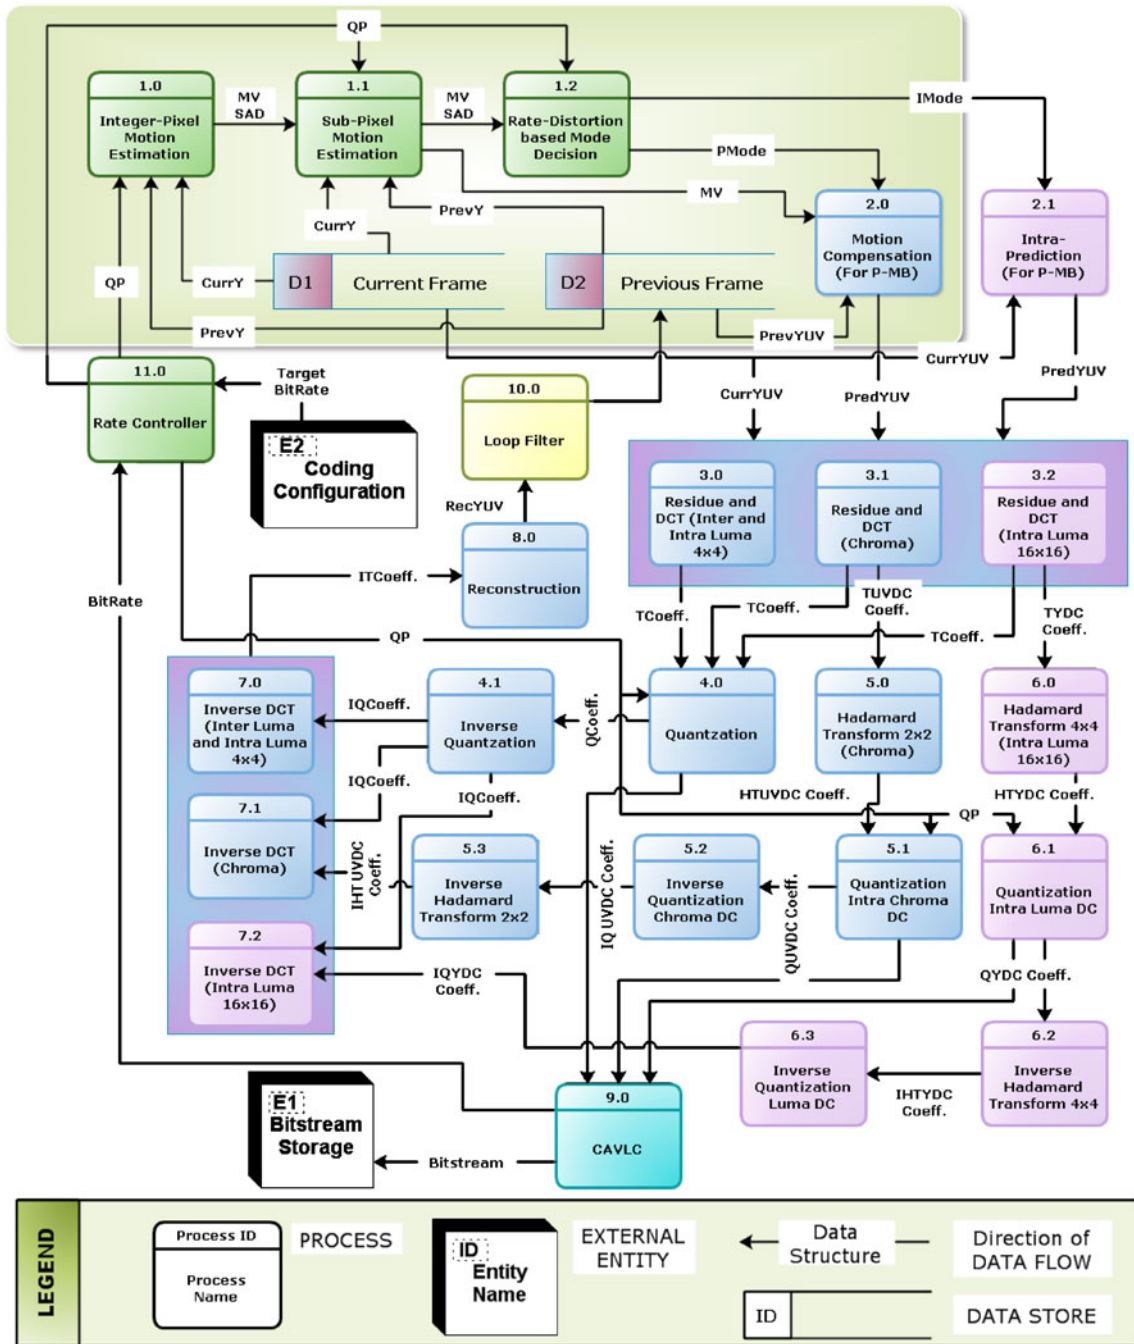 QP
1.0
Integer-Pixel
Motion
Estimation
MV
SAD
1.1
Sub-Pixel
Motion
Estimation
MV
SAD
1.2
Rate-Distortion
based Mode
Decision
IMode
PMode
MV
2.0
Motion
Compensation
(For P-MB)
2.1
Intra-
Prediction
(For P-MB)
PrevY
CurrY
QP
CurrY
D1
Current Frame
D2
Previous Frame
PrevY
PrevYUV
CurrYUV
11.0
Rate Controller
Target
BitRate
E2
Coding
Configuration
10.0
Loop Filter
CurrYUV
PredYUV
PredYUV
3.0
Residue and
DCT (Inter and
Intra Luma
4x4)
3.1
Residue and
DCT
(Chroma)
3.2
Residue and
DCT
(Intra Luma
16x16)
RecYUV
8.0
Reconstruction
ITCoeff.
BitRate
QP
TCoeff.
TCoeff.
TUVDC
Coeff.
TCoeff.
TYDC
Coeff.
7.0
Inverse DCT
(Inter Luma
and Intra Luma
4x4)
IQCoeff.
4.1
Inverse
Quantzation
QCoeff.
4.0
Quantzation
5.0
Hadamard
Transform 2x2
(Chroma)
6.0
Hadamard
Transform 4x4
(Intra Luma
16x16)
IQCoeff.
IQCoeff.
HTUVDC Coeff.
HTYDC Coeff.
QP
7.1
Inverse DCT
(Chroma)
IHT UVDC
Coeff.
5.3
Inverse
Hadamard
Transform 2x2
IQ UVDC Coeff.
5.2
Inverse
Quantization
Chroma DC
QUVDC Coeff.
5.1
Quantization
Intra Chroma
DC
6.1
Quantization
Intra Luma DC
7.2
Inverse DCT
(Intra Luma
16x16)
IQYDC
Coeff.
QYDC Coeff.
6.3
Inverse
Quantization
Luma DC
IHTYDC
Coeff.
6.2
Inverse
Hadamard
Transform 4x4
E1
Bitstream
Storage
Bitstream
9.0
CAVLC
LEGEND
Process ID
Process
Name
PROCESS
ID
Entity
Name
EXTERNAL
ENTITY
Data
Structure
Direction of
DATA FLOW
ID
DATA STORE